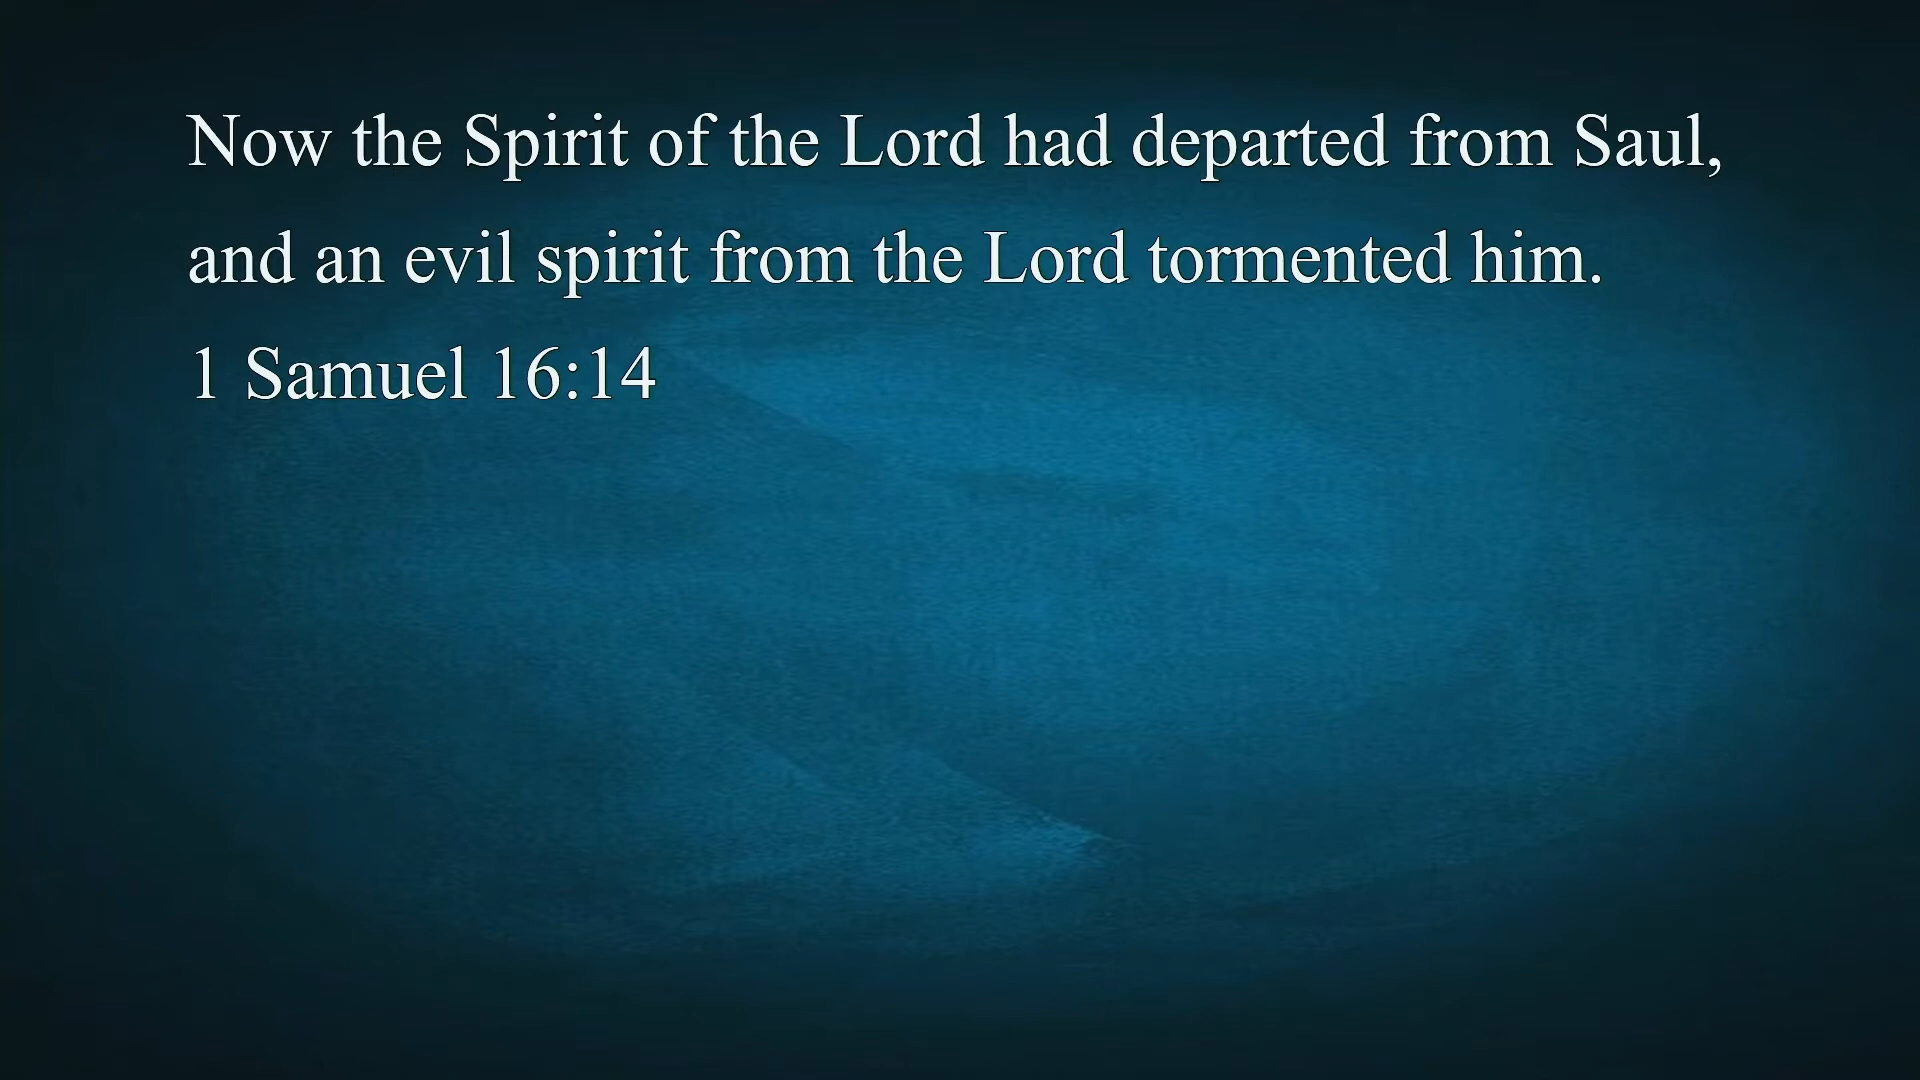 Now the Spirit of the Lord had departed from Saul,
and an evil spirit from the Lord tormented him.
1 Samuel 16:14